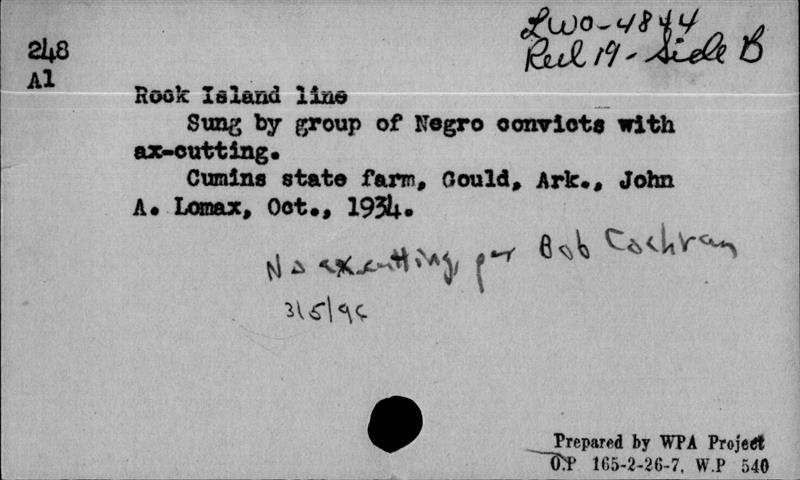 LWO-4844
Reel 19 - Side B
248
A1
Rock Island line
Sung by group of Negro convicts with
ax-cutting.
Cumins state farm, Gould, Ark., John
A. Lomax, Oct., 1934.
No ax cutting, per Bob Cochran
3/5/96
Prepared by WPA Project
O.P 165-2-26-7, W.P 540